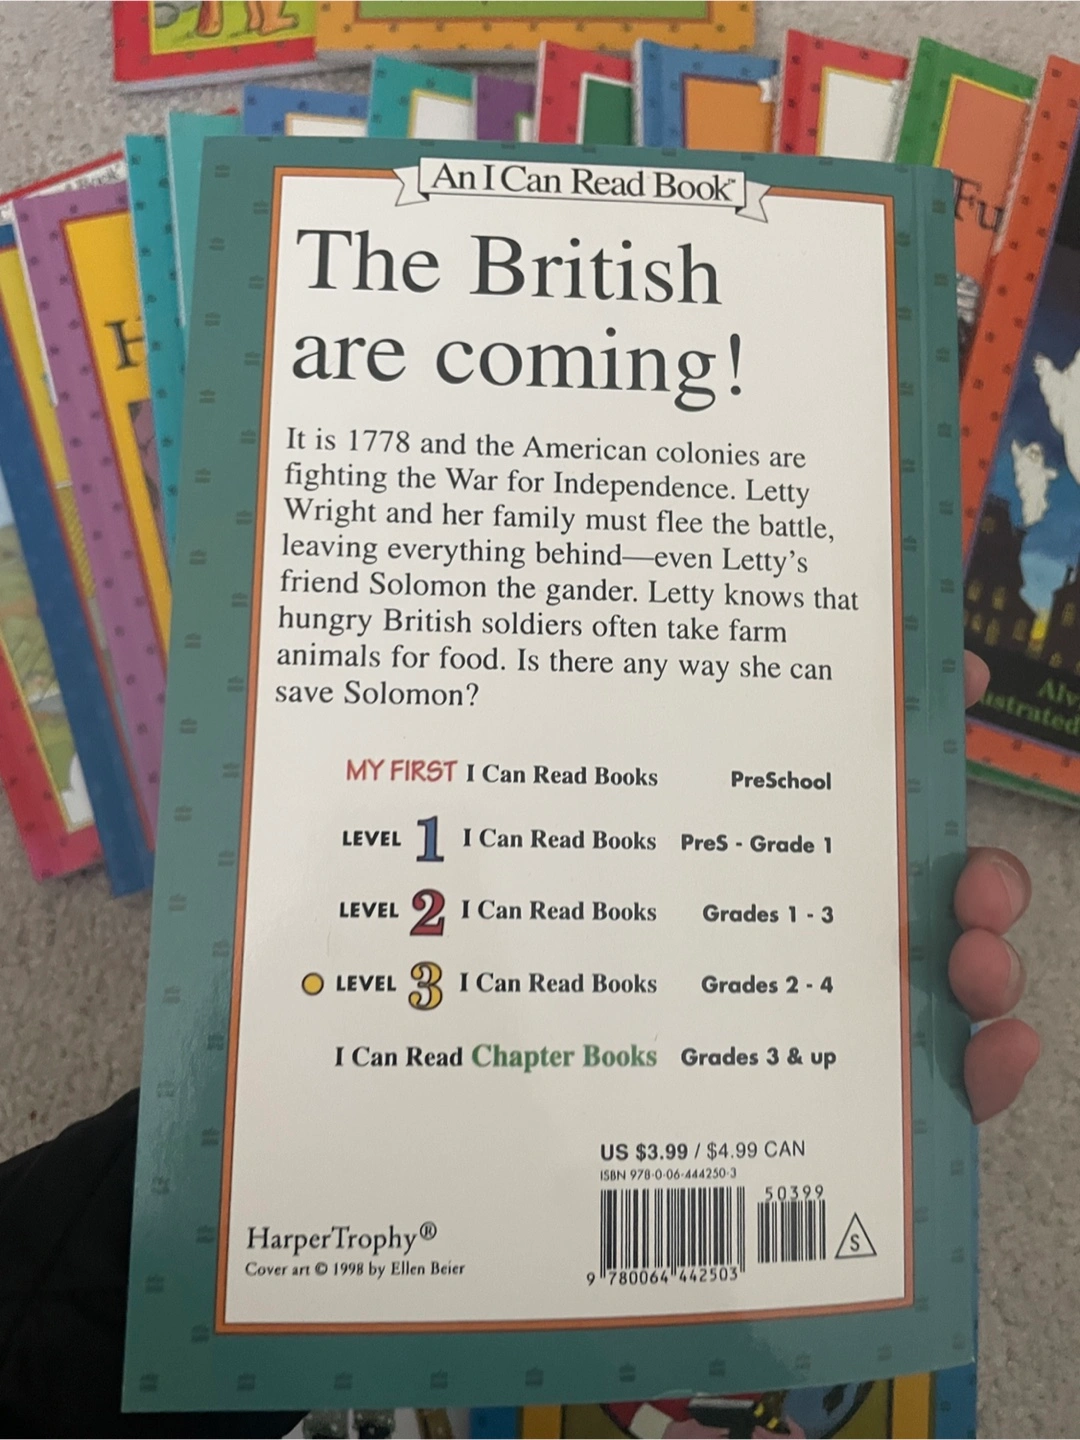 An I Can Read Book™
The British
are coming!
It is 1778 and the American colonies are
fighting the War for Independence. Letty
Wright and her family must flee the battle,
leaving everything behind—even Letty's
friend Solomon the gander. Letty knows that
hungry British soldiers often take farm
animals for food. Is there any way she can
save Solomon?
MY FIRST I Can Read Books PreSchool
LEVEL 1 I Can Read Books PreS - Grade 1
LEVEL 2 I Can Read Books Grades 1 - 3
LEVEL 3 I Can Read Books Grades 2 - 4
I Can Read Chapter Books Grades 3 & up
US $3.99 / $4.99 CAN
ISBN 978-0-06-444250-3
50399
9 780064 442503
S
HarperTrophy®
Cover art © 1998 by Ellen Beier
Fu
H
Alv
ustrated